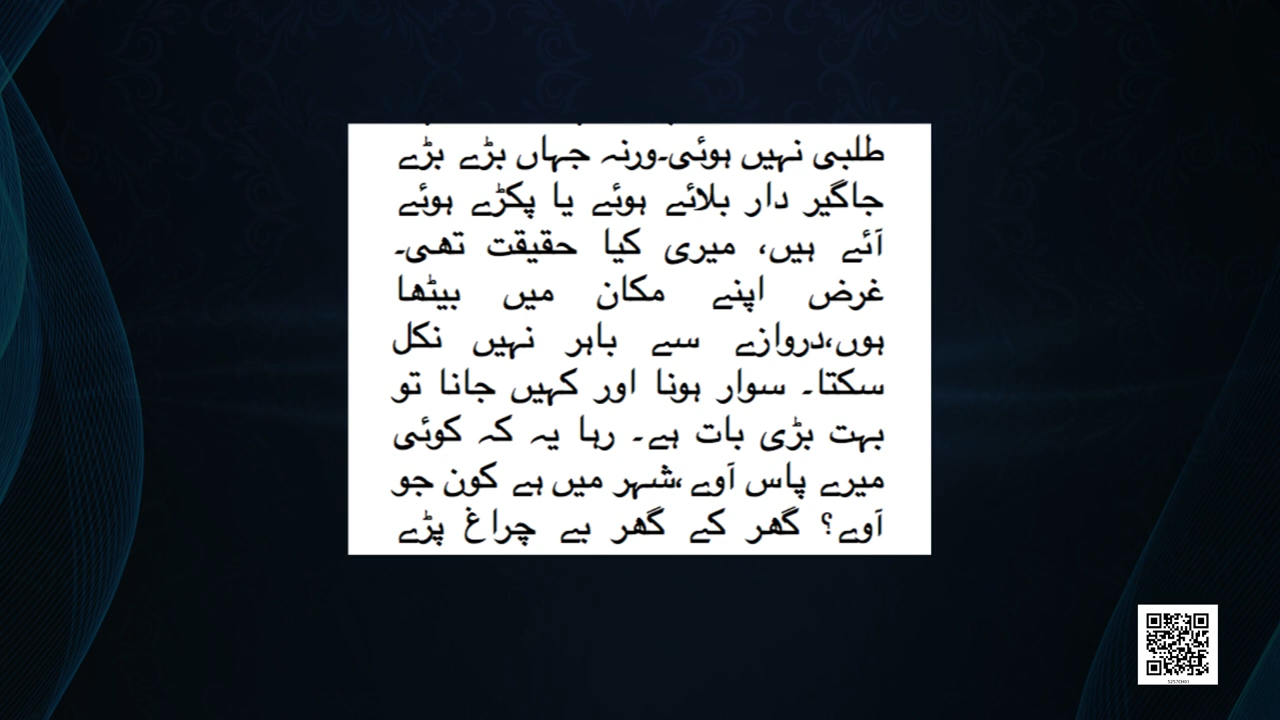 طلبی نہیں ہوئی۔ورنہ جہاں بڑے بڑے
جاگیر دار بلائے ہوئے یا پکڑے ہوئے
آئے ہیں، میری کیا حقیقت تھی۔
غرض اپنے مکان میں بیٹھا
ہوں،دروازے سے باہر نہیں نکل
سکتا۔ سوار ہونا اور کہیں جانا تو
بہت بڑی بات ہے۔ رہا یہ کہ کوئی
میرے پاس آوے ،شہر میں ہے کون جو
آوے؟ گھر کے گھر بے چراغ پڑے